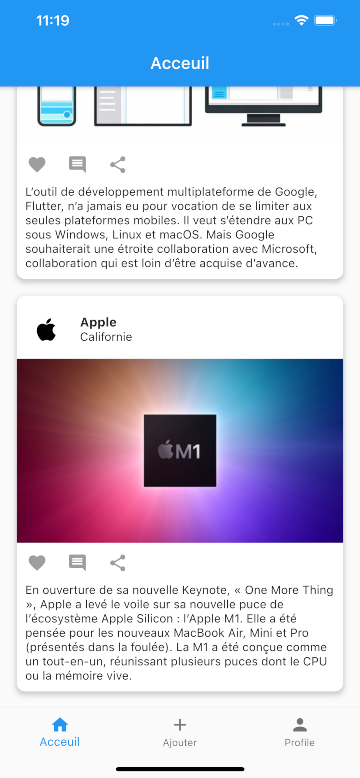 11:19
Acceuil
L'outil de développement multiplateforme de Google,
Flutter, n'a jamais eu pour vocation de se limiter aux
seules plateformes mobiles. Il veut s'étendre aux PC
sous Windows, Linux et macOS. Mais Google
souhaiterait une étroite collaboration avec Microsoft,
collaboration qui est loin d'être acquise d'avance.
Apple
Californie
M1
En ouverture de sa nouvelle Keynote, « One More Thing
», Apple a levé le voile sur sa nouvelle puce de
l'écosystème Apple Silicon : l'Apple M1. Elle a été
pensée pour les nouveaux MacBook Air, Mini et Pro
(présentés dans la foulée). La M1 a été conçue comme
un tout-en-un, réunissant plusieurs puces dont le CPU
ou la mémoire vive.
Acceuil
Ajouter
Profile